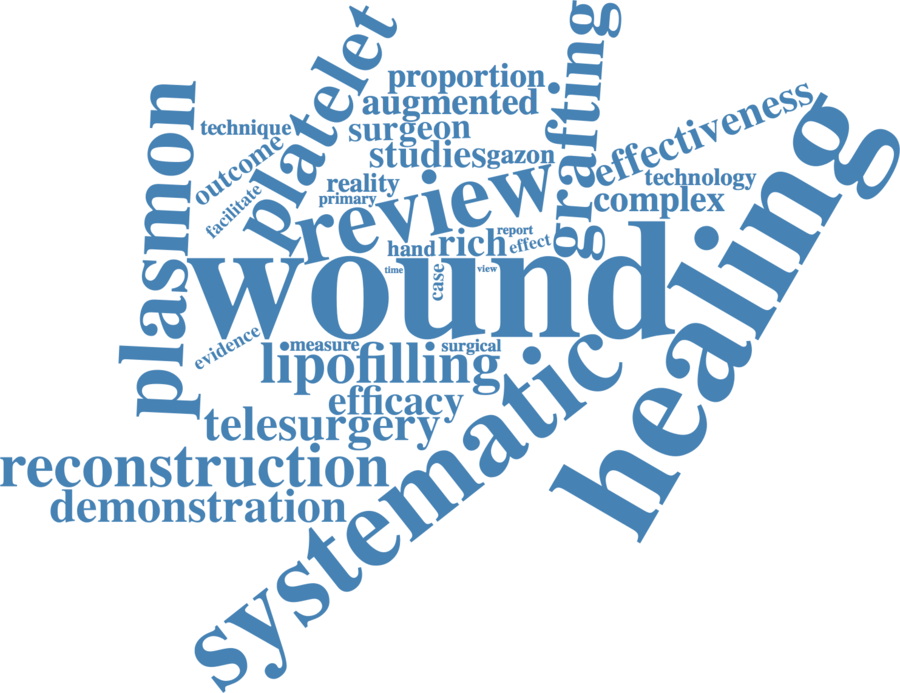 platelet
grafting
proportion
plasmon
augmented
effectiveness
technique
surgeon
healing
outcome
studies
gazon
technology
reality
facilitate
primary
complex
review
report
hand
rich
effect
wound
time
case
view
evidence
measure
surgical
lipofilling
systematic
efficacy
telesurgery
reconstruction
demonstration